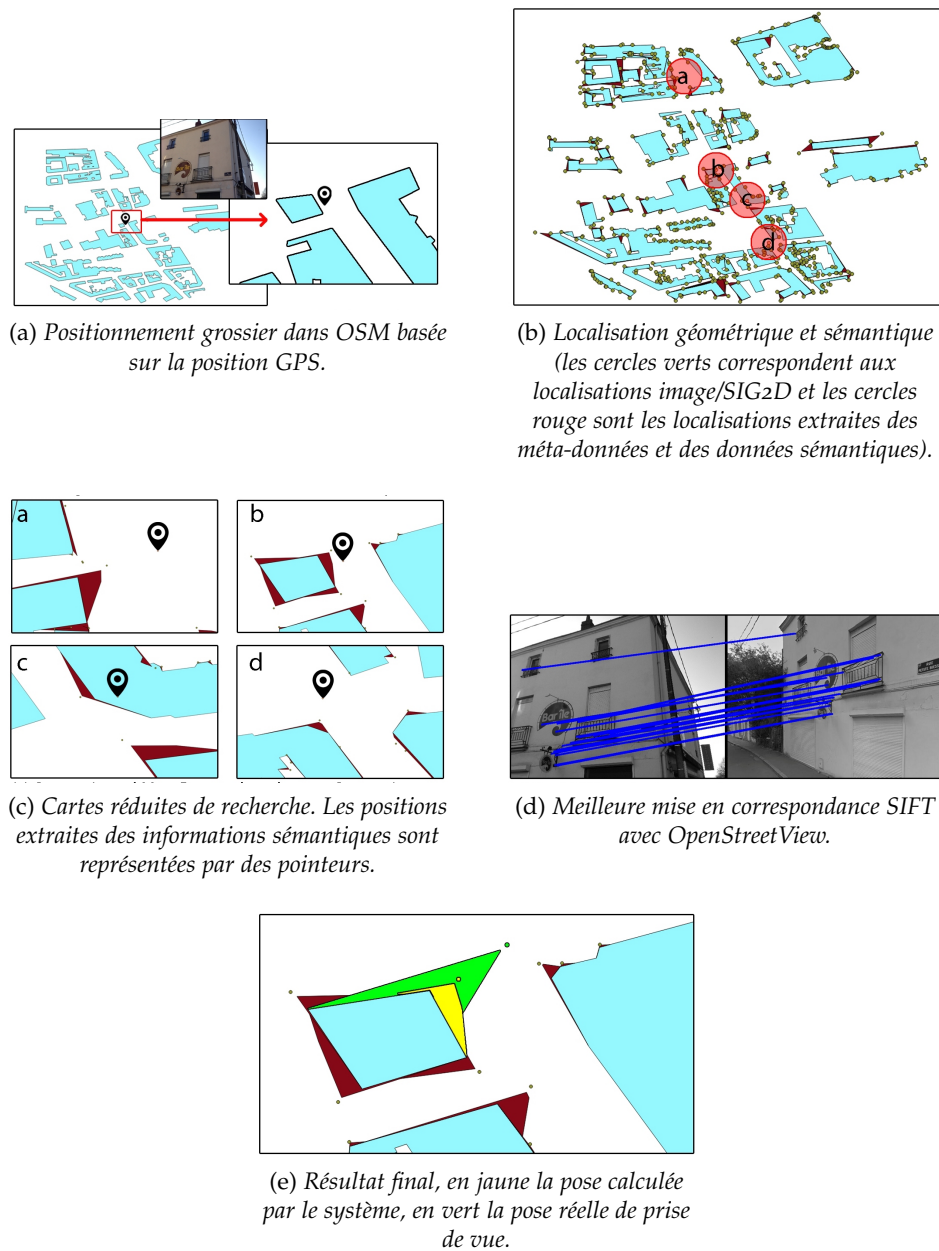 a
b
c
d
(a) Positionnement grossier dans OSM basée
sur la position GPS.
(b) Localisation géométrique et sémantique
(les cercles verts correspondent aux
localisations image/SIG2D et les cercles
rouge sont les localisations extraites des
méta-données et des données sémantiques).
a
b
c
d
(c) Cartes réduites de recherche. Les positions
extraites des informations sémantiques sont
représentées par des pointeurs.
(d) Meilleure mise en correspondance SIFT
avec OpenStreetView.
(e) Résultat final, en jaune la pose calculée
par le système, en vert la pose réelle de prise
de vue.